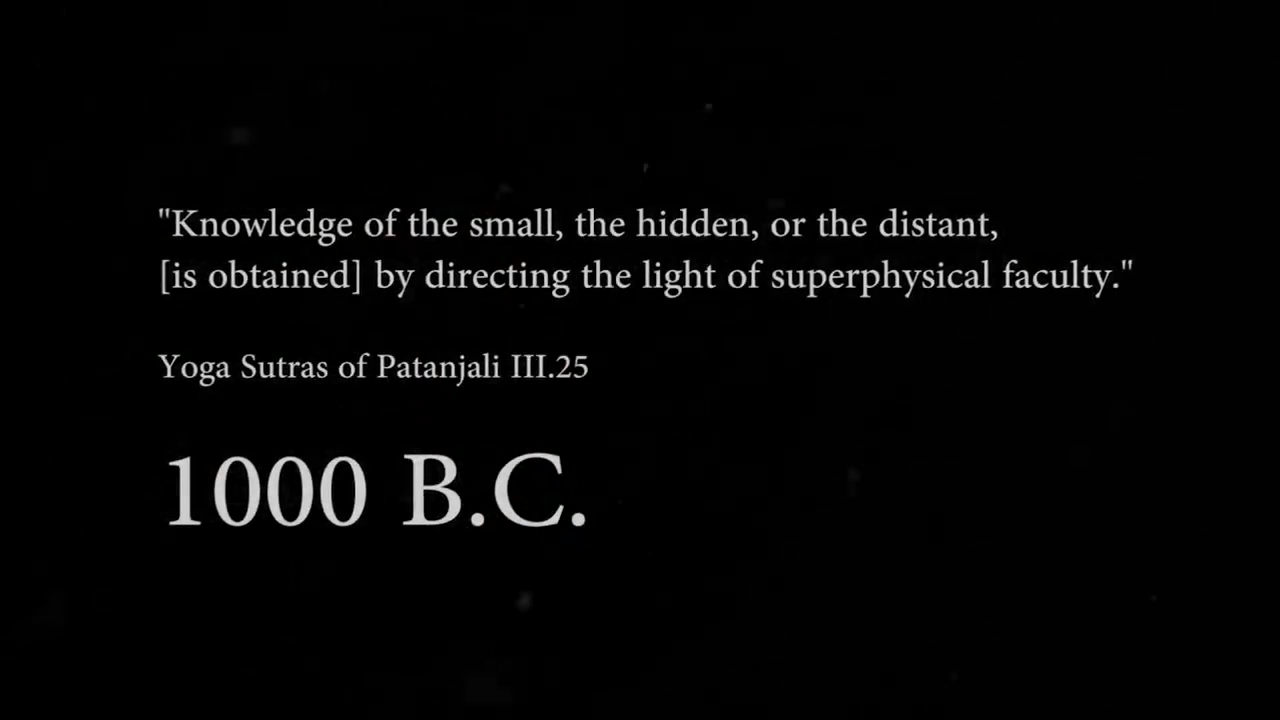 "Knowledge of the small, the hidden, or the distant,
[is obtained] by directing the light of superphysical faculty."
Yoga Sutras of Patanjali III.25
1000 B.C.